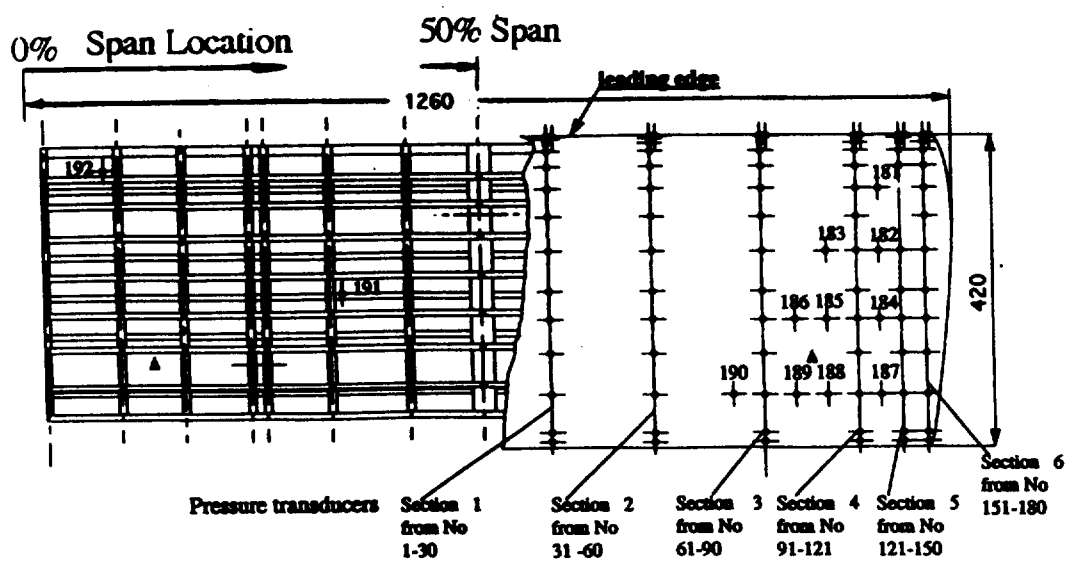 0% Span Location
50% Span
leading edge
1260
192
181
183 182
191
186 185 184
420
190 189 188 187
Pressure transducers
Section 1
from No
1-30
Section 2
from No
31-60
Section 3
from No
61-90
Section 4
from No
91-121
Section 5
from No
121-150
Section 6
from No
151-180